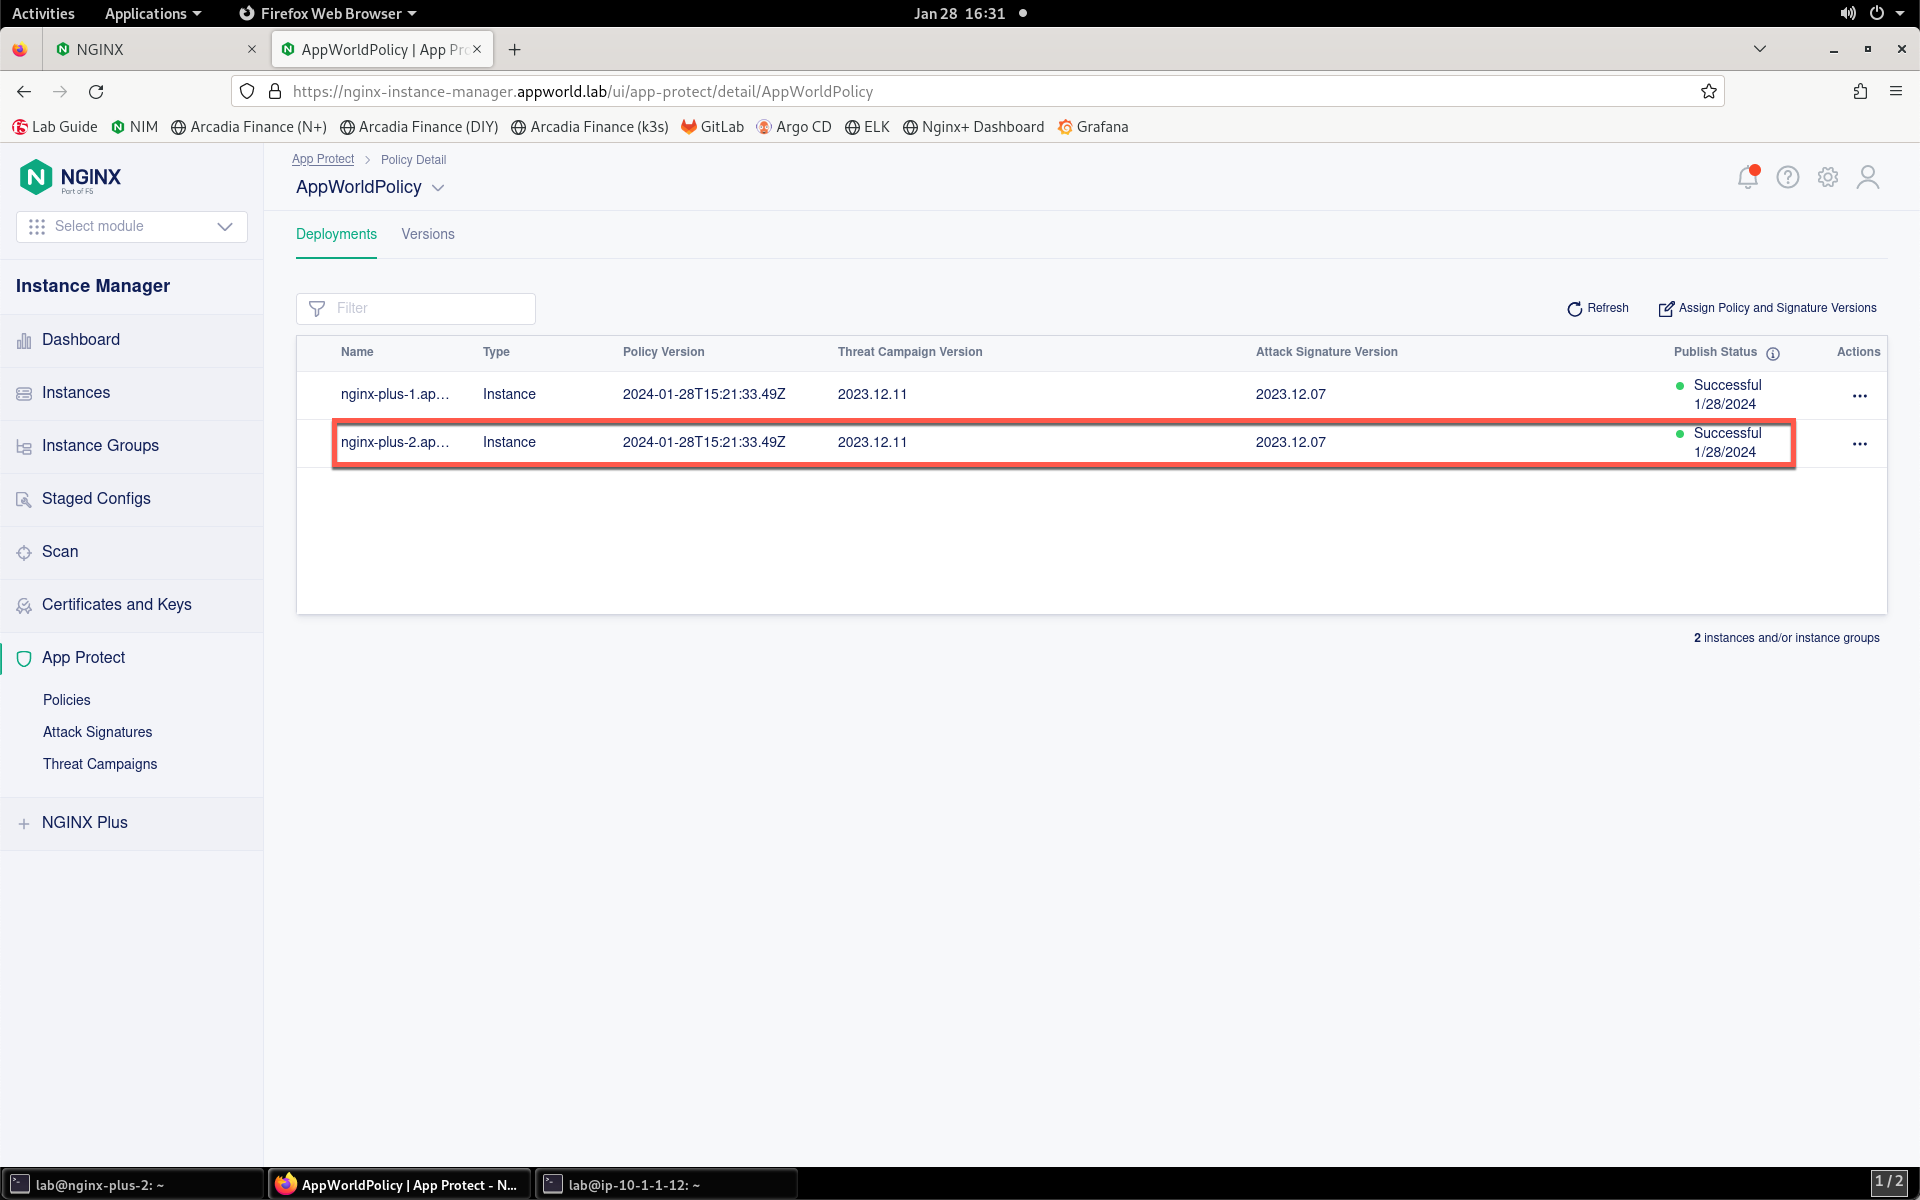 Activities Applications Firefox Web Browser Jan 28 16:31
NGINX AppWorldPolicy | App Pro
https://nginx-instance-manager.appworld.lab/ui/app-protect/detail/AppWorldPolicy
Lab Guide NIM Arcadia Finance (N+) Arcadia Finance (DIY) Arcadia Finance (k3s) GitLab Argo CD ELK Nginx+ Dashboard Grafana
NGINX
Part of F5
Select module
Instance Manager
Dashboard
Instances
Instance Groups
Staged Configs
Scan
Certificates and Keys
App Protect
Policies
Attack Signatures
Threat Campaigns
NGINX Plus
App Protect > Policy Detail
AppWorldPolicy
Deployments Versions
Filter
Refresh Assign Policy and Signature Versions
Name Type Policy Version Threat Campaign Version Attack Signature Version Publish Status Actions
nginx-plus-1.ap... Instance 2024-01-28T15:21:33.49Z 2023.12.11 2023.12.07 Successful
1/28/2024
nginx-plus-2.ap... Instance 2024-01-28T15:21:33.49Z 2023.12.11 2023.12.07 Successful
1/28/2024
2 instances and/or instance groups
lab@nginx-plus-2: ~ AppWorldPolicy | App Protect - N... lab@ip-10-1-1-12: ~ 1 / 2